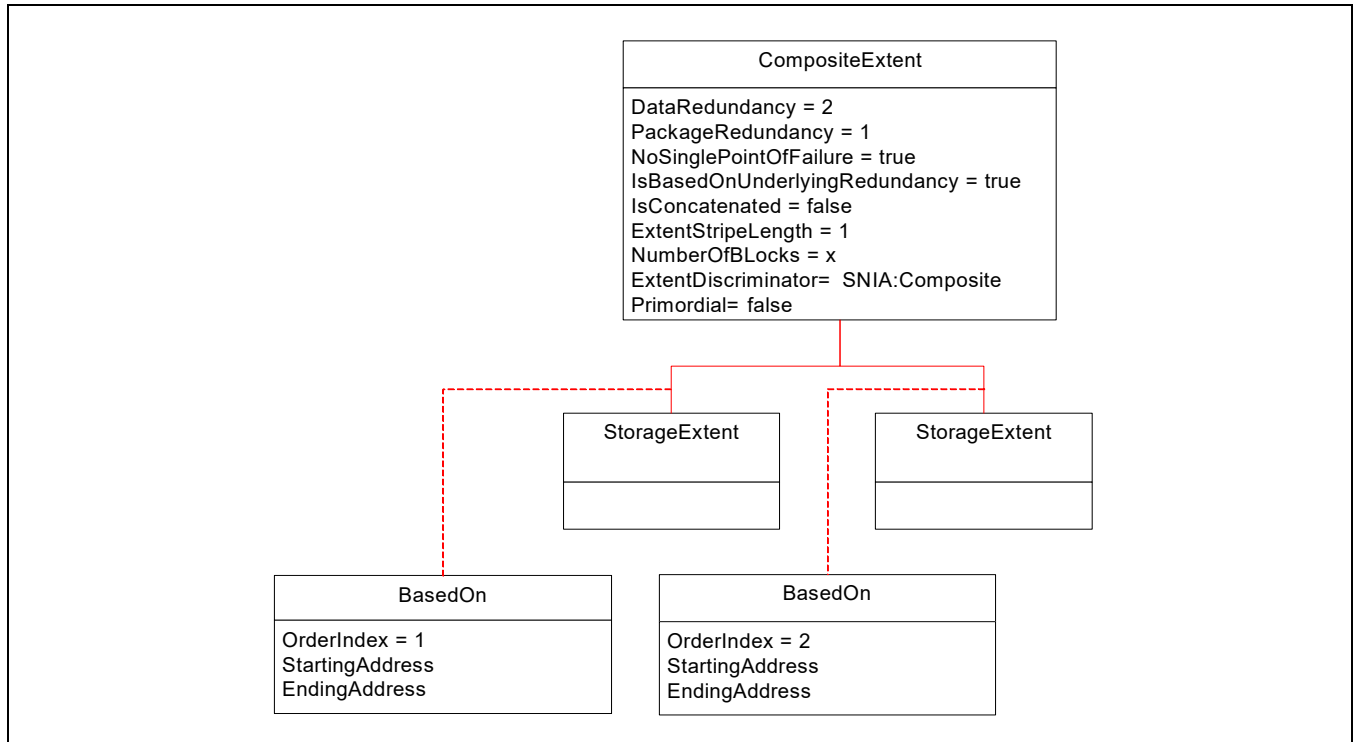 CompositeExtent
DataRedundancy = 2
PackageRedundancy = 1
NoSinglePointOfFailure = true
IsBasedOnUnderlyingRedundancy = true
IsConcatenated = false
ExtentStripeLength = 1
NumberOfBLocks = x
ExtentDiscriminator= SNIA:Composite
Primordial= false
StorageExtent
StorageExtent
BasedOn
OrderIndex = 1
StartingAddress
EndingAddress
BasedOn
OrderIndex = 2
StartingAddress
EndingAddress